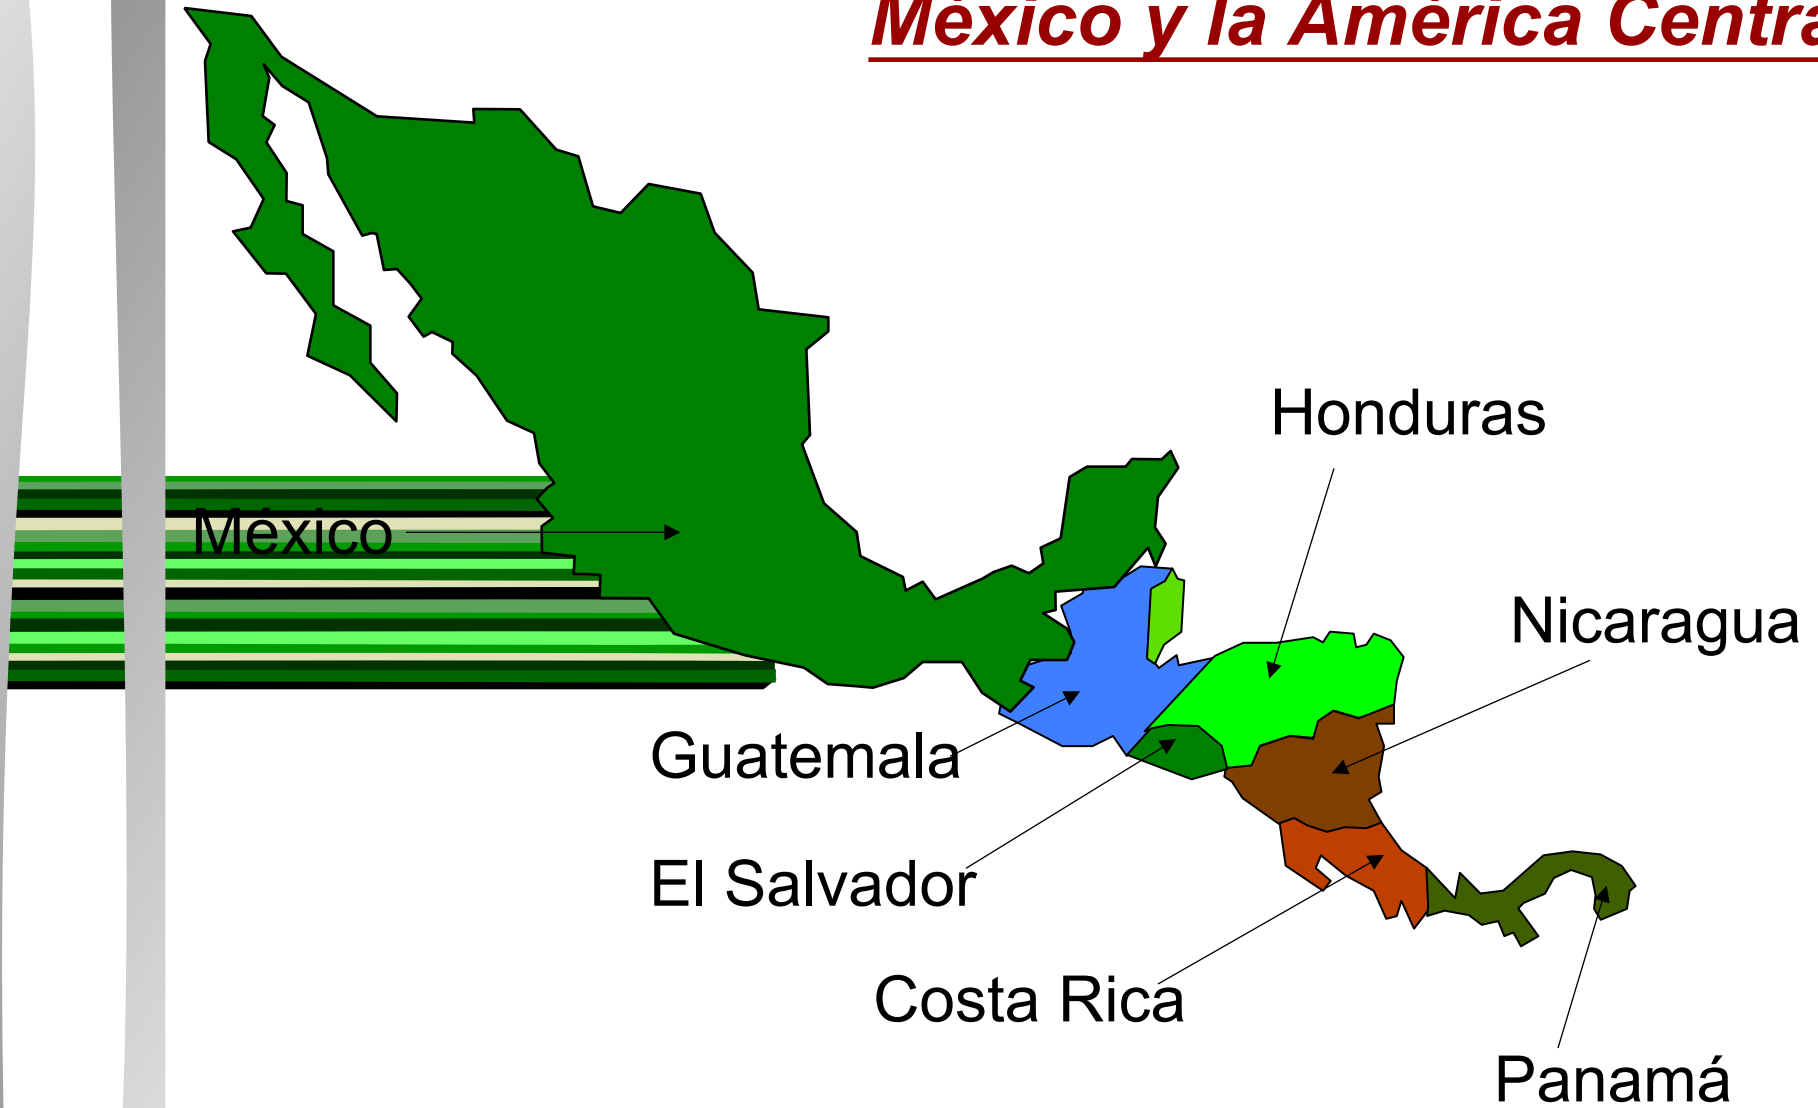 México y la América Centra
Honduras
México
Nicaragua
Guatemala
El Salvador
Costa Rica
Panamá